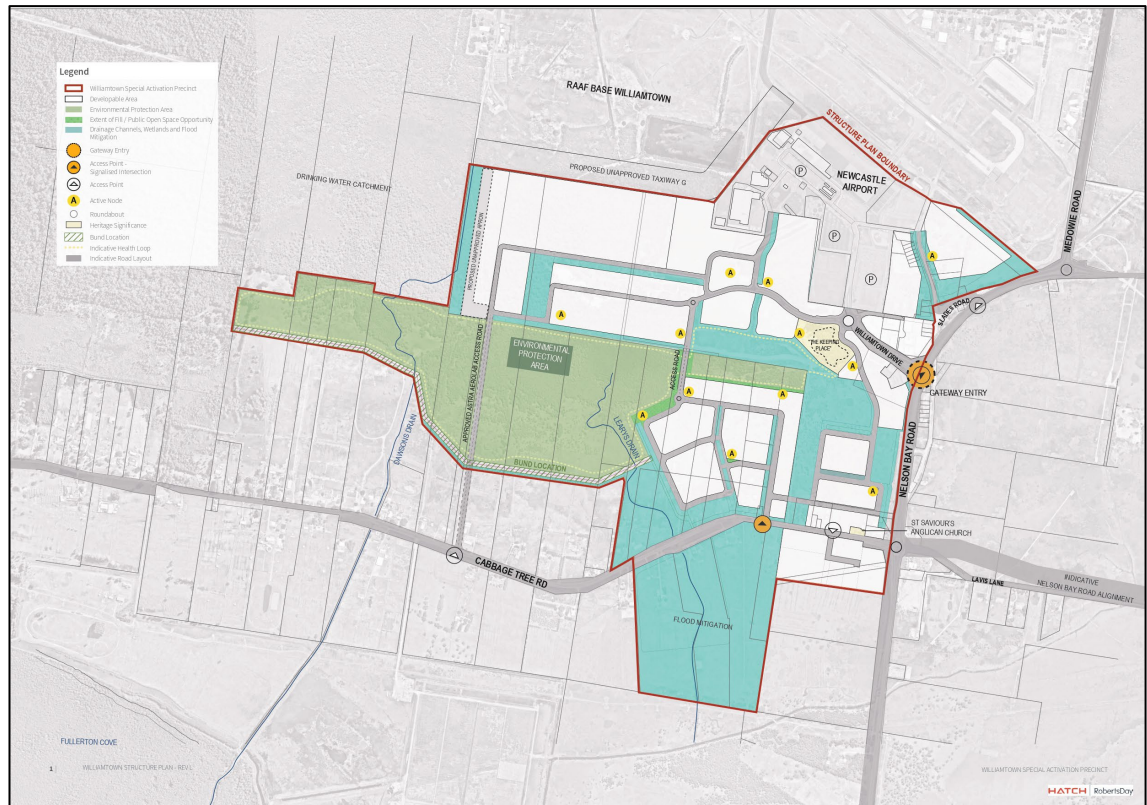 Legend
Williamtown Special Activation Precinct
Developable Area
Environmental Protection Area
Extent of Fill / Public Open Space Opportunity
Drainage Channels, Wetlands and Flood
Mitigation
Gateway Entry
Access Point -
Signalised Intersection
Access Point
A
Active Node
Roundabout
Heritage Significance
Bund Location
Indicative Health Loop
Indicative Road Layout
RAAF BASE WILLIAMTOWN
STRUCTURE PLAN BOUNDARY
DRINKING WATER CATCHMENT
PROPOSED UNAPPROVED TAXIWAY G
P
NEWCASTLE
AIRPORT
P
P
MEDOWIE ROAD
PROPOSED UNAPPROVED APRON
A
A
A
A
SLADES ROAD
A
A
A
"THE KEEPING
PLACE"
A
WILLIAMTOWN DRIVE
ENVIRONMENTAL
PROTECTION
AREA
ACCESS ROAD
APPROVED ASTRA AEROLAB ACCESS ROAD
GATEWAY ENTRY
A
A
A
DAWSONS DRAIN
LEARYS DRAIN
NELSON BAY ROAD
BUND LOCATION
A
A
ST SAVIOUR'S
ANGLICAN CHURCH
CABBAGE TREE RD
LAVIS LANE
INDICATIVE
NELSON BAY ROAD ALIGNMENT
FLOOD MITIGATION
FULLERTON COVE
1
WILLIAMTOWN STRUCTURE PLAN - REV.L
WILLIAMTOWN SPECIAL ACTIVATION PRECINCT
HATCH RobertsDay